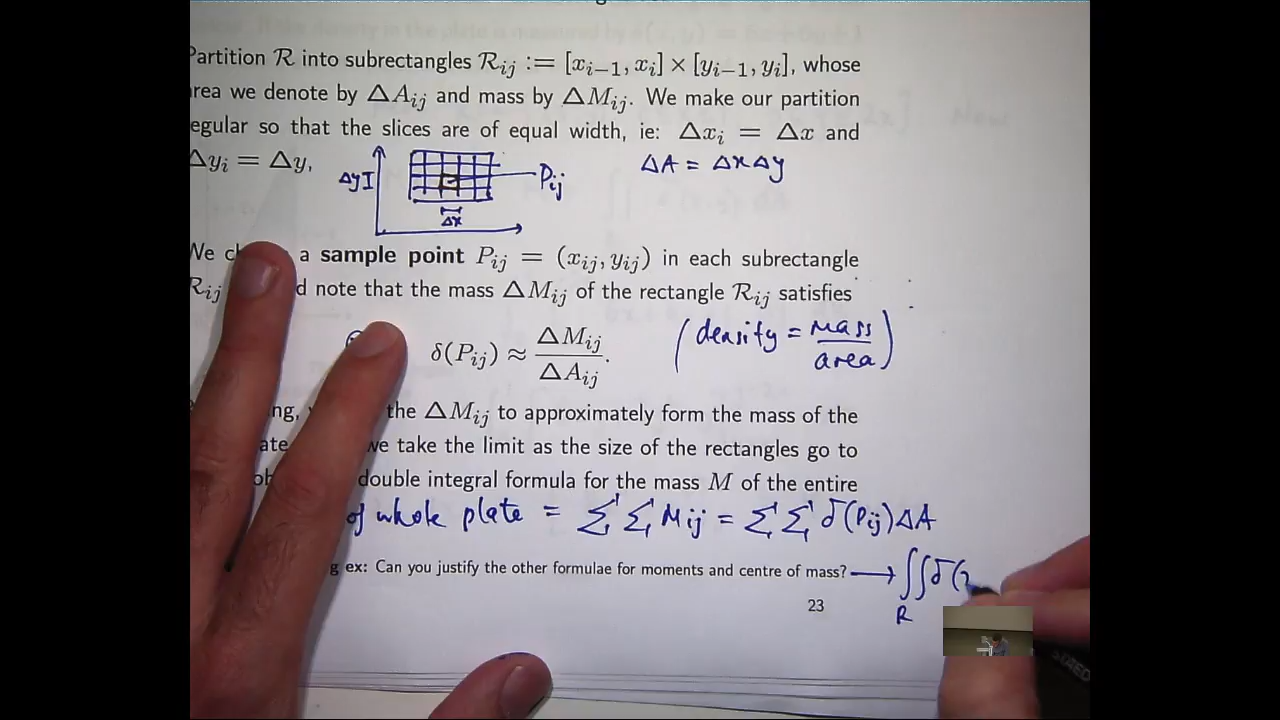 Partition R into subrectangles R_ij := [x_{i−1}, x_i] × [y_{i−1}, y_i], whose
area we denote by ΔA_ij and mass by ΔM_ij. We make our partition
regular so that the slices are of equal width, ie: Δx_i = Δx and
Δy_i = Δy,
ΔA = ΔxΔy
Δy
P_ij
Δx
a sample point P_ij = (x_ij, y_ij) in each subrectangle
R_ij note that the mass ΔM_ij of the rectangle R_ij satisfies
δ(P_ij) ≈ ΔM_ij / ΔA_ij.
(density = mass / area)
the ΔM_ij to approximately form the mass of the
we take the limit as the size of the rectangles go to
double integral formula for the mass M of the entire
of whole plate = Σ Σ M_ij = Σ Σ δ(P_ij) ΔA
ex: Can you justify the other formulae for moments and centre of mass? → ∬_R δ(
23